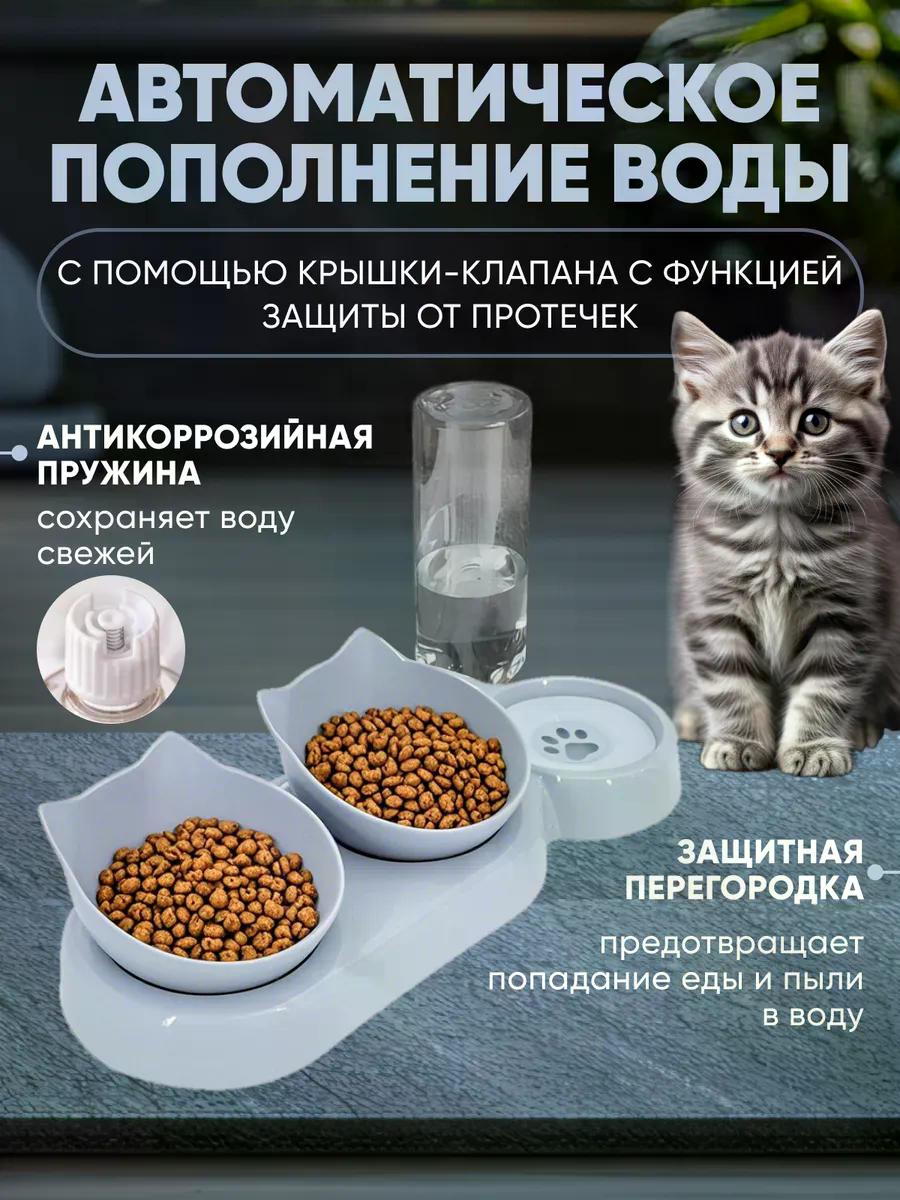 АВТОМАТИЧЕСКОЕ
ПОПОЛНЕНИЕ ВОДЫ
С ПОМОЩЬЮ КРЫШКИ-КЛАПАНА С ФУНКЦИЕЙ
ЗАЩИТЫ ОТ ПРОТЕЧЕК
АНТИКОРРОЗИЙНАЯ
ПРУЖИНА
сохраняет воду
свежей
ЗАЩИТНАЯ
ПЕРЕГОРОДКА
предотвращает
попадание еды и пыли
в воду